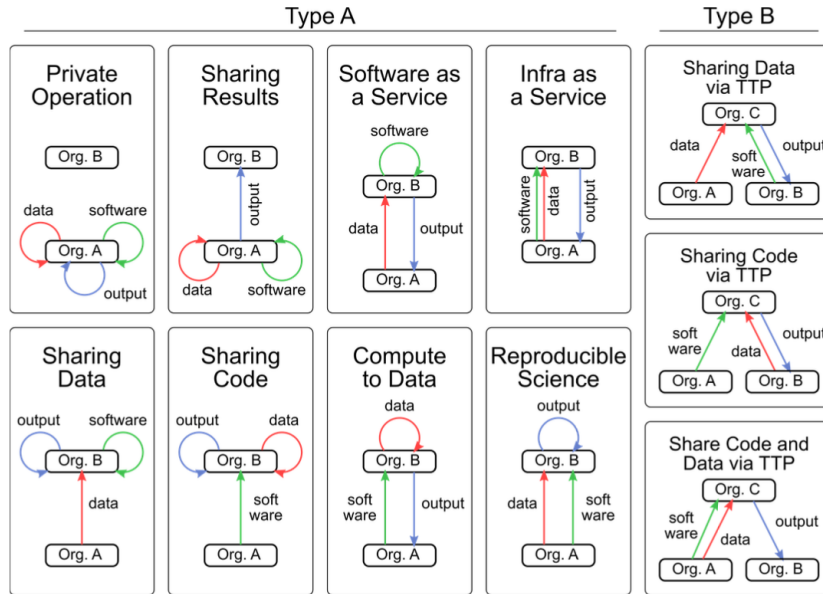 Type A
Type B
Private
Operation
Org. B
data
software
Org. A
output
Sharing
Results
Org. B
output
Org. A
data
software
Software as
a Service
software
Org. B
data
output
Org. A
Infra as
a Service
Org. B
software
data
output
Org. A
Sharing Data
via TTP
Org. C
data
soft
ware
output
Org. A
Org. B
Sharing Code
via TTP
Org. C
soft
ware
data
output
Org. A
Org. B
Sharing
Data
output
software
Org. B
data
Org. A
Sharing
Code
output
data
Org. B
soft
ware
Org. A
Compute
to Data
data
Org. B
soft
ware
output
Org. A
Reproducible
Science
output
Org. B
data
soft
ware
Org. A
Share Code and
Data via TTP
Org. C
soft
ware
data
output
Org. A
Org. B